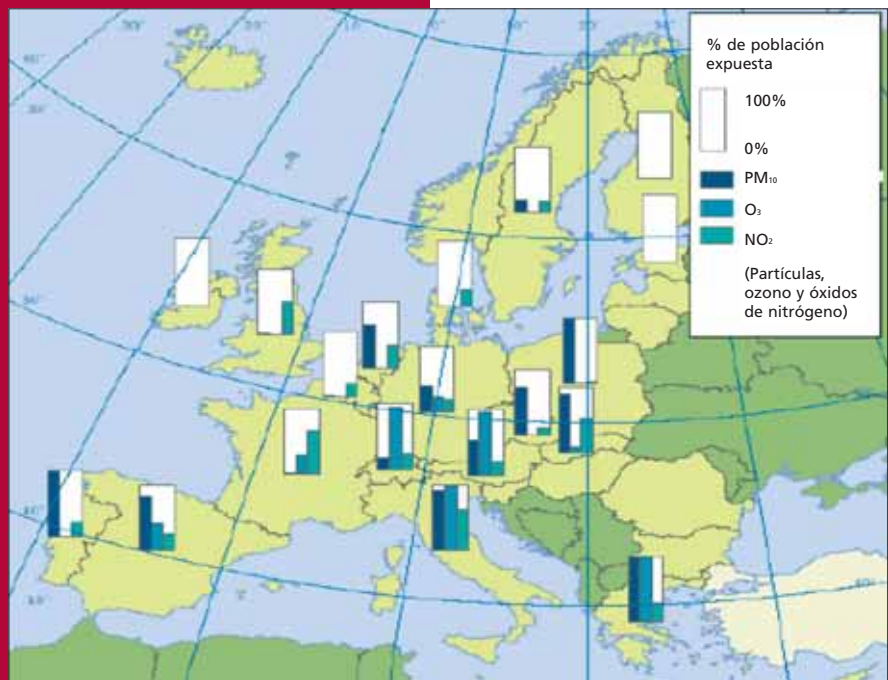 % de población
expuesta
100%
0%
PM₁₀
O₃
NO₂
(Partículas,
ozono y óxidos
de nitrógeno)